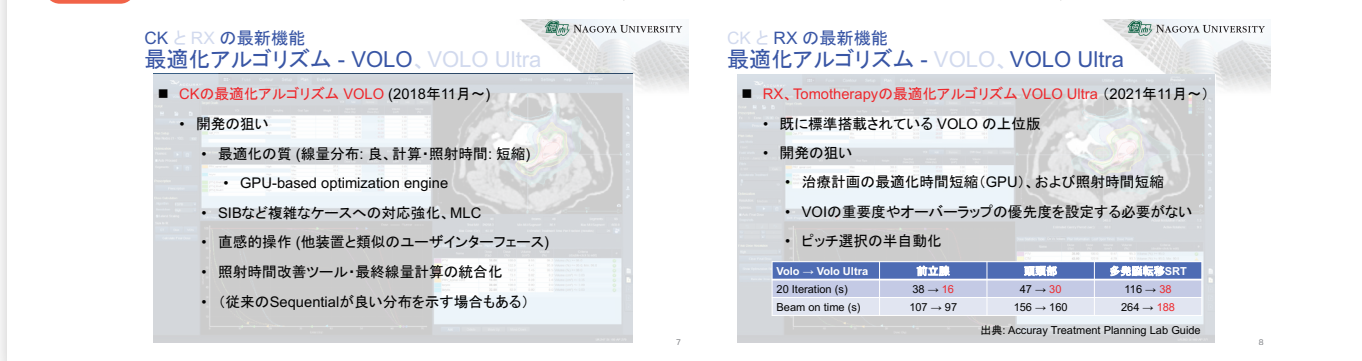 CK と RX の最新機能
最適化アルゴリズム - VOLO、VOLO Ultra
NAGOYA UNIVERSITY
■ CKの最適化アルゴリズム VOLO (2018年11月～)
• 開発の狙い
• 最適化の質 (線量分布: 良、計算・照射時間: 短縮)
• GPU-based optimization engine
• SIBなど複雑なケースへの対応強化、MLC
• 直感的操作 (他装置と類似のユーザインターフェース)
• 照射時間改善ツール・最終線量計算の統合化
• （従来のSequentialが良い分布を示す場合もある）
7
CK と RX の最新機能
最適化アルゴリズム - VOLO、VOLO Ultra
NAGOYA UNIVERSITY
■ RX、Tomotherapyの最適化アルゴリズム VOLO Ultra（2021年11月～）
• 既に標準搭載されている VOLO の上位版
• 開発の狙い
• 治療計画の最適化時間短縮（GPU）、および照射時間短縮
• VOIの重要度やオーバーラップの優先度を設定する必要がない
• ピッチ選択の半自動化
Volo → Volo Ultra 前立腺 頭頸部 多発脳転移SRT
20 Iteration (s) 38 → 16 47 → 30 116 → 38
Beam on time (s) 107 → 97 156 → 160 264 → 188
出典: Accuray Treatment Planning Lab Guide
8